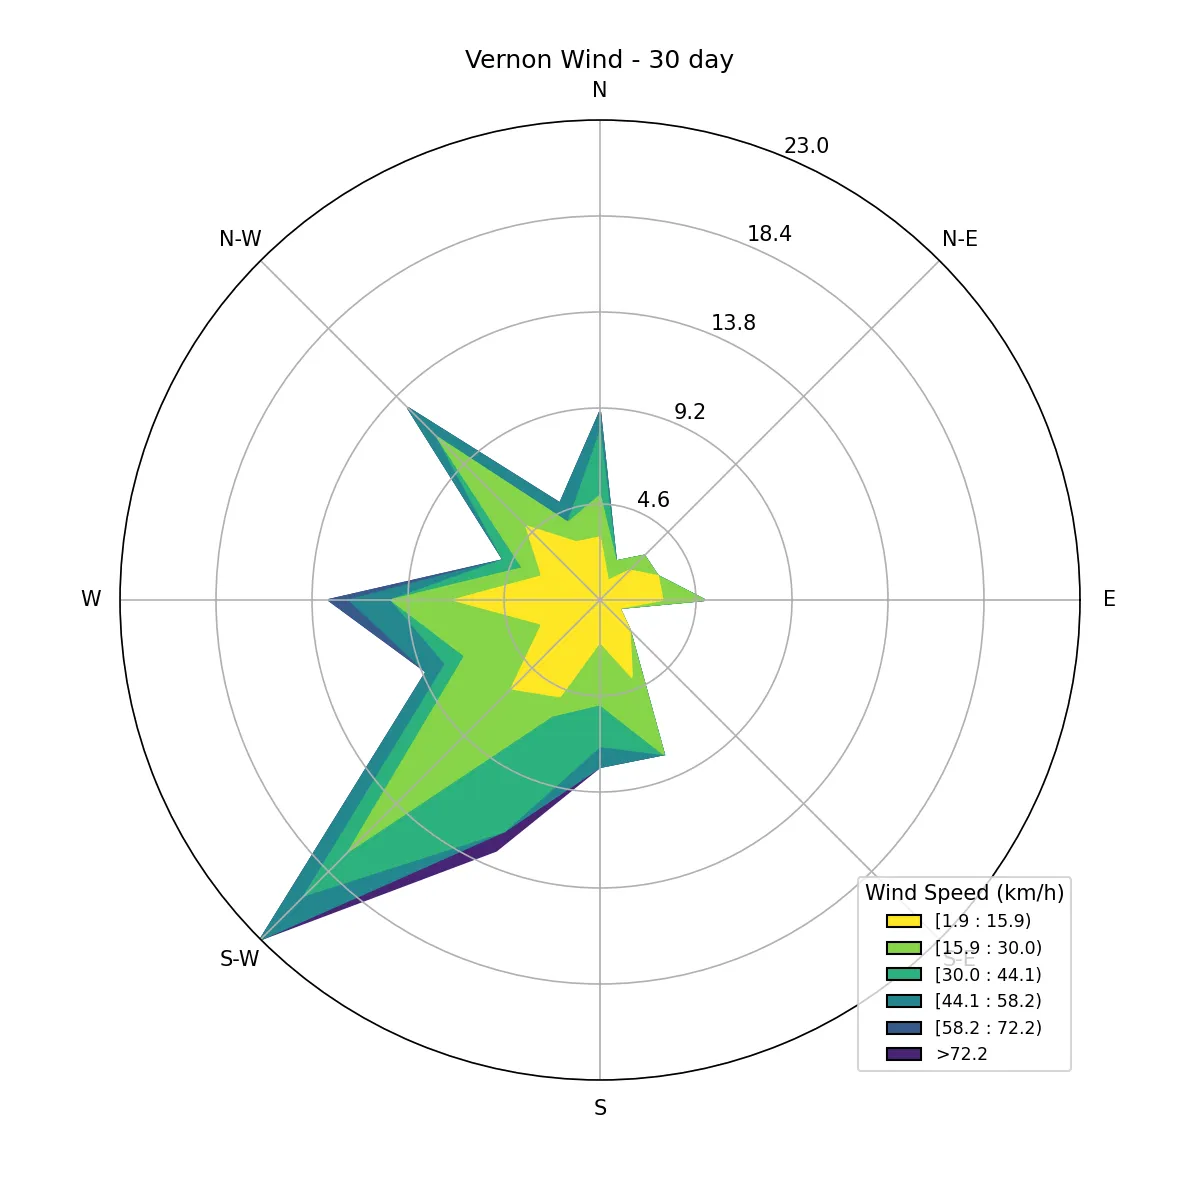 Vernon Wind - 30 day
N
23.0
N-W
18.4
N-E
13.8
9.2
4.6
W
E
S-W
S-E
S
Wind Speed (km/h)
[1.9 : 15.9)
[15.9 : 30.0)
[30.0 : 44.1)
[44.1 : 58.2)
[58.2 : 72.2)
>72.2